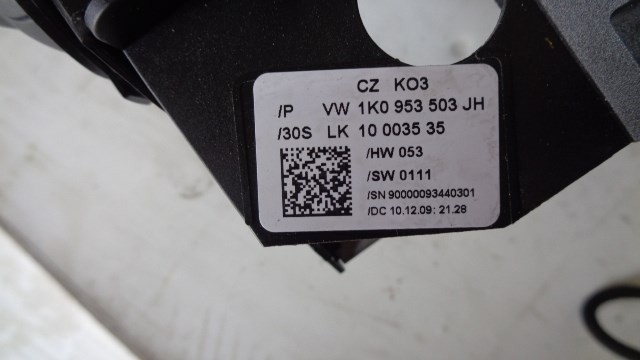 CZ KO3
/P VW 1K0 953 503 JH
/30S LK 10 0035 35
/HW 053
/SW 0111
/SN 90000093440301
/DC 10.12.09: 21.28